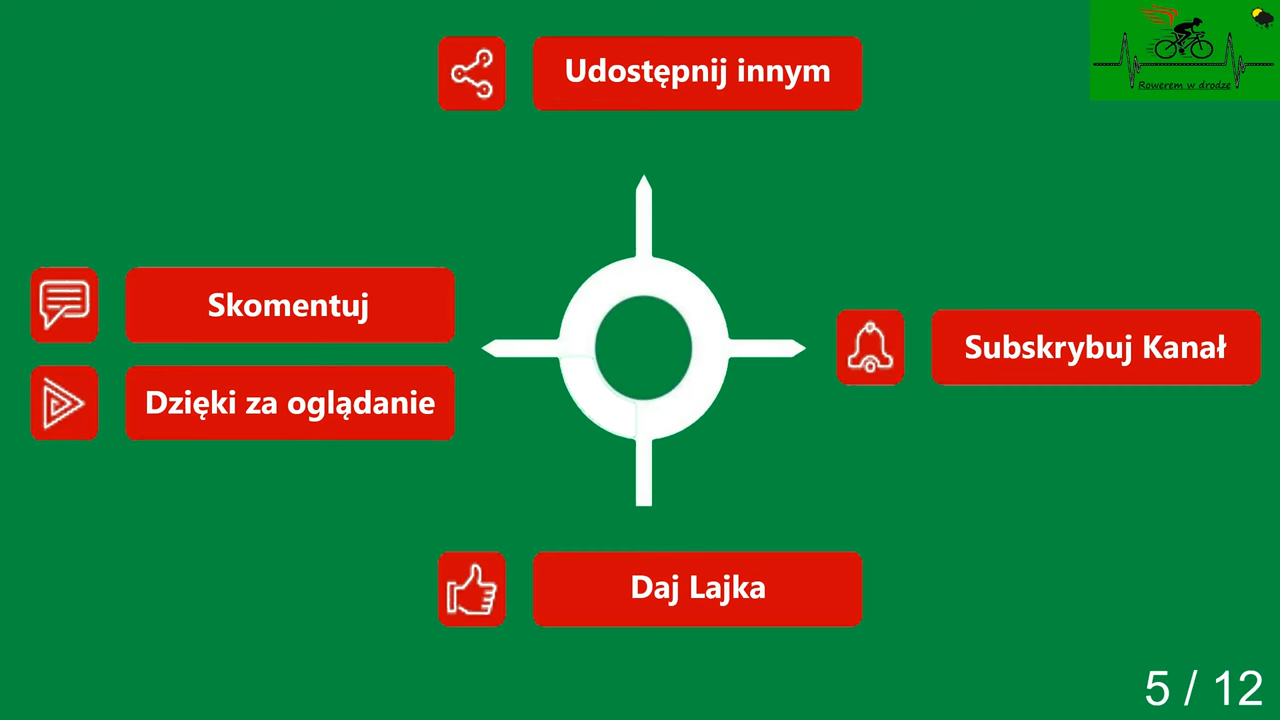 Udostępnij innym
Rowerem w drodze
Skomentuj
Subskrybuj Kanał
Dzięki za oglądanie
Daj Lajka
5 / 12